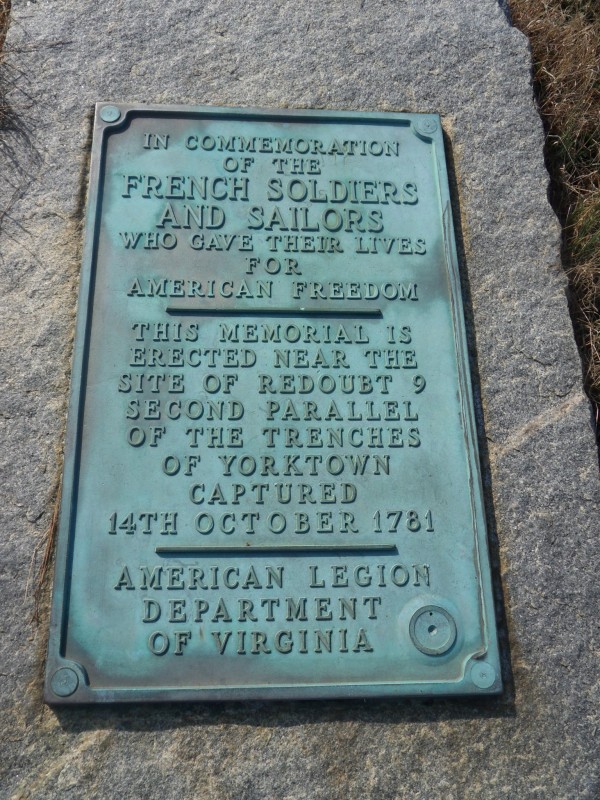 IN COMMEMORATION
OF THE
FRENCH SOLDIERS
AND SAILORS
WHO GAVE THEIR LIVES
FOR
AMERICAN FREEDOM
THIS MEMORIAL IS
ERECTED NEAR THE
SITE OF REDOUBT 9
SECOND PARALLEL
OF THE TRENCHES
OF YORKTOWN
CAPTURED
14TH OCTOBER 1781
AMERICAN LEGION
DEPARTMENT
OF VIRGINIA